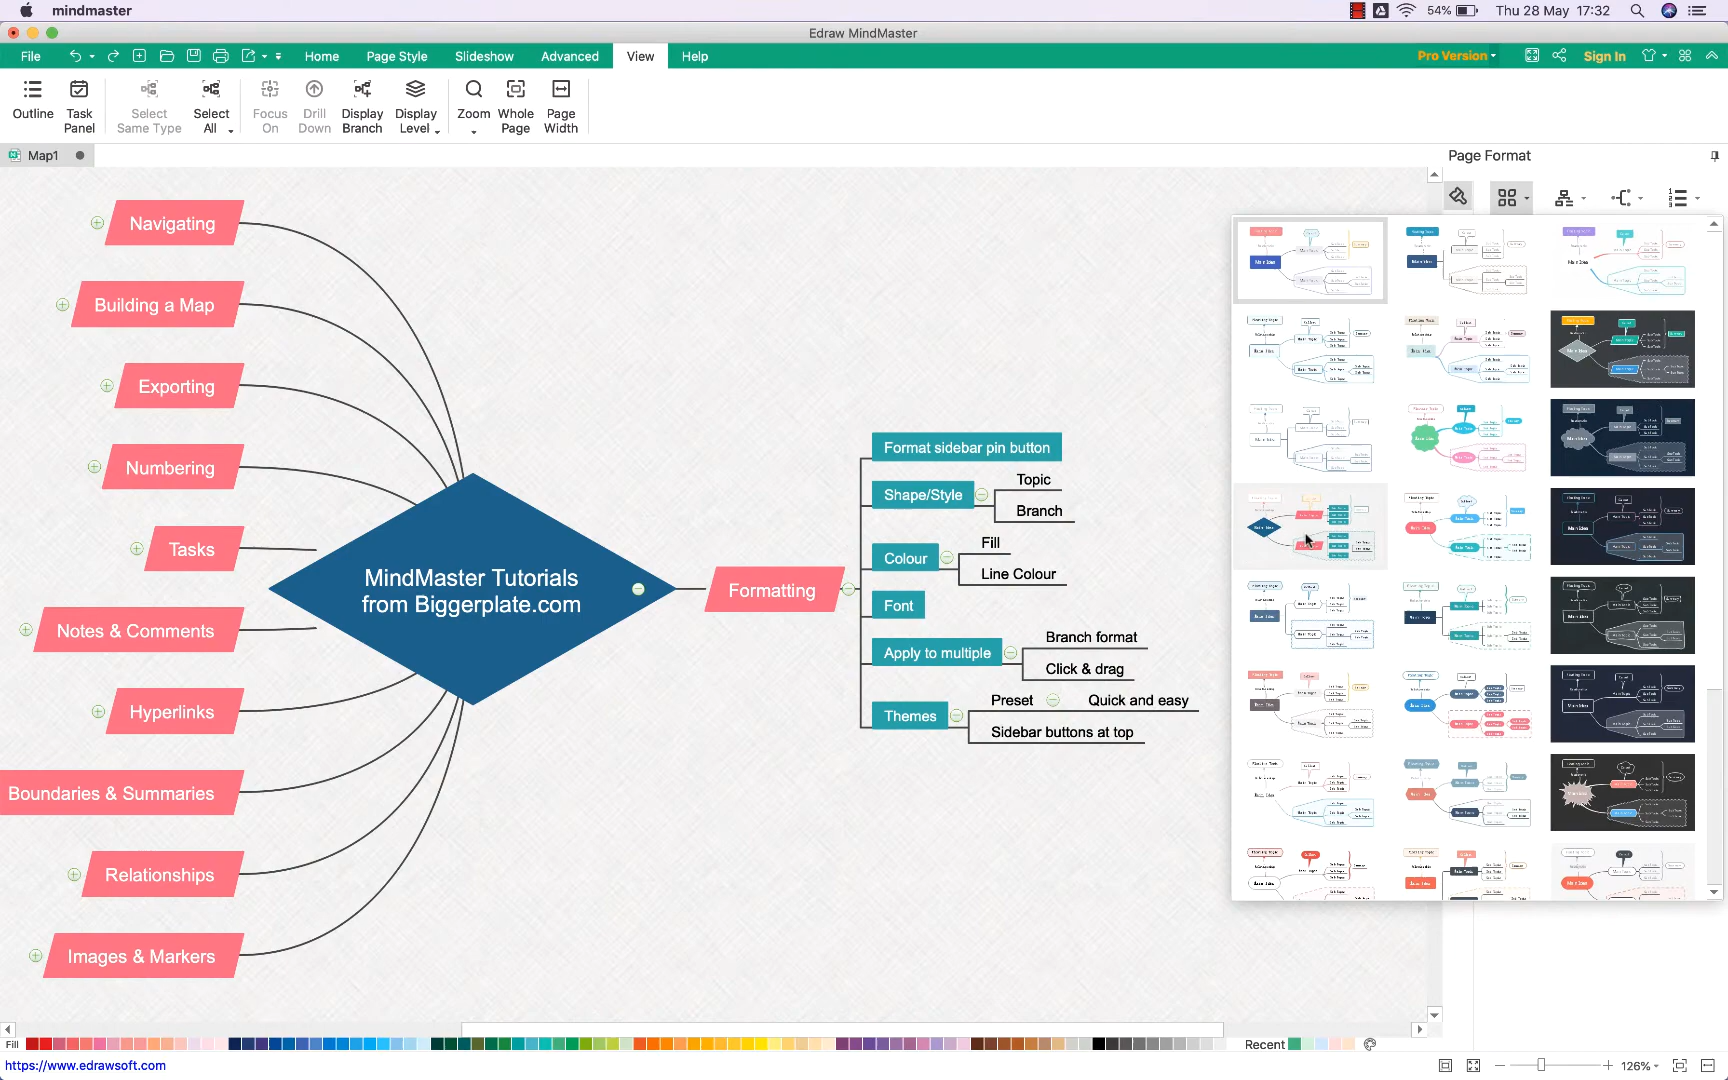 mindmaster
54%
Thu 28 May 17:32
Edraw MindMaster
File
Home
Page Style
Slideshow
Advanced
View
Help
Pro Version
Sign In
Outline
Task
Panel
Select
Same Type
Select
All
Focus
On
Drill
Down
Display
Branch
Display
Level
Zoom
Whole
Page
Page
Width
Map1
Page Format
Navigating
Building a Map
Exporting
Numbering
Tasks
Notes & Comments
Hyperlinks
Boundaries & Summaries
Relationships
Images & Markers
MindMaster Tutorials
from Biggerplate.com
Formatting
Format sidebar pin button
Shape/Style
Topic
Branch
Colour
Fill
Line Colour
Font
Apply to multiple
Branch format
Click & drag
Themes
Preset
Quick and easy
Sidebar buttons at top
Fill
Recent
https://www.edrawsoft.com
126%